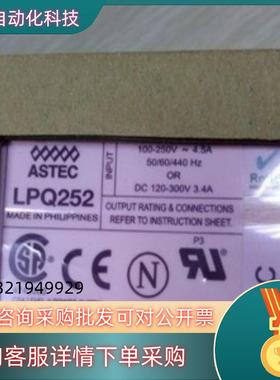 自动化科技
ASTEC
LPQ252
MADE IN PHILIPPINES
INPUT
100-250V ~ 4.5A
50/60/440 Hz
OR
DC 120-300V 3.4A
OUTPUT RATING & CONNECTIONS
REFER TO INSTRUCTION SHEET.
P3
321949929
咨询采购批发可对公开票
客服详情下单采购